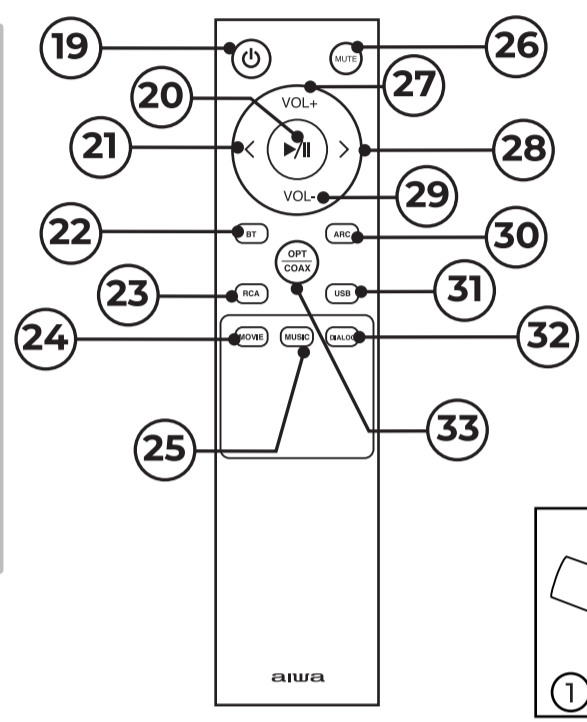 19
26
MUTE
20
27
VOL+
21
28
VOL-
29
22
BT
ARC
30
OPT
COAX
23
RCA
USB
31
24
MOVIE
MUSIC
DIALOG
32
25
33
aiwa
1